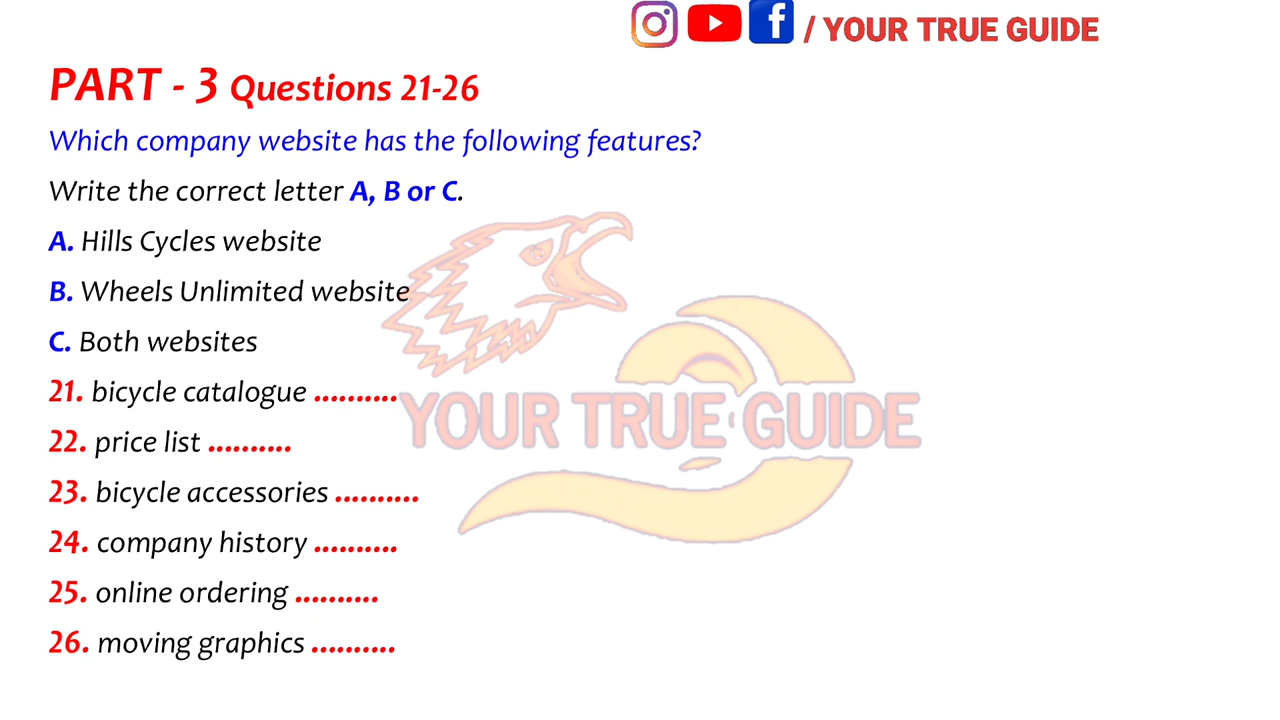 / YOUR TRUE GUIDE
PART - 3 Questions 21-26
Which company website has the following features?
Write the correct letter A, B or C.
A. Hills Cycles website
B. Wheels Unlimited website
C. Both websites
21. bicycle catalogue ..........
YOUR TRUE GUIDE
22. price list ..........
23. bicycle accessories ..........
24. company history ..........
25. online ordering ..........
26. moving graphics ..........